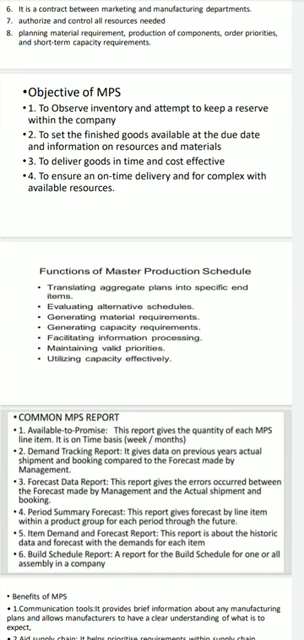 6. It is a contract between marketing and manufacturing departments.
7. authorize and control all resources needed
8. planning material requirement, production of components, order priorities,
and short-term capacity requirements.
•Objective of MPS
•1. To Observe inventory and attempt to keep a reserve
within the company
•2. To set the finished goods available at the due date
and information on resources and materials
•3. To deliver goods in time and cost effective
•4. To ensure an on-time delivery and for complex with
available resources.
Functions of Master Production Schedule
• Translating aggregate plans into specific end
items.
• Evaluating alternative schedules.
• Generating material requirements.
• Generating capacity requirements.
• Facilitating information processing.
• Maintaining valid priorities.
• Utilizing capacity effectively.
•COMMON MPS REPORT
•1. Available-to-Promise: This report gives the quantity of each MPS
line item. It is on Time basis (week / months)
•2. Demand Tracking Report: It gives data on previous years actual
shipment and booking compared to the Forecast made by
Management.
•3. Forecast Data Report: This report gives the errors occurred between
the Forecast made by Management and the Actual shipment and
booking.
•4. Period Summary Forecast: This report gives forecast by line item
within a product group for each period through the future.
•5. Item Demand and Forecast Report: This report is about the historic
data and forecast with the demands for each item
•6. Build Schedule Report: A report for the Build Schedule for one or all
assembly in a company
• Benefits of MPS
• 1.Communication tools:It provides brief information about any manufacturing
plans and allows manufacturers to have a clear understanding of what is to
expect,
• 2.Aid supply chain: It helps prioritise requirements within supply chain